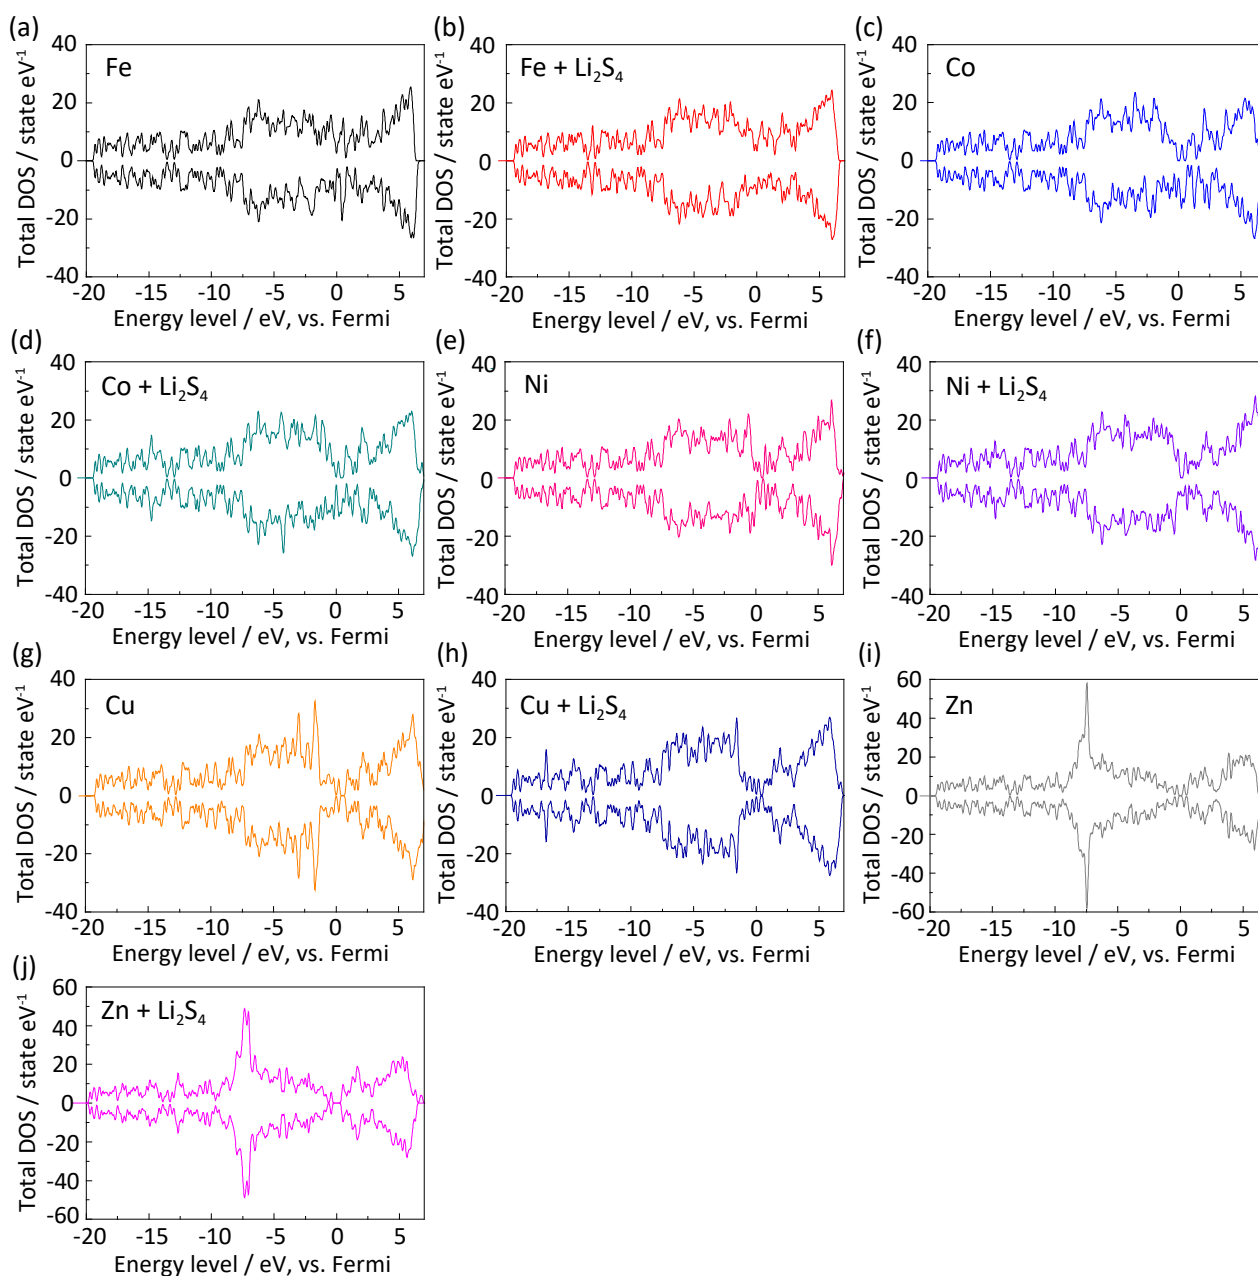 (a)
Fe
40
20
0
-20
-40
Total DOS / state eV⁻¹
-20 -15 -10 -5 0 5
Energy level / eV, vs. Fermi
(b)
Fe + Li₂S₄
40
20
0
-20
-40
Total DOS / state eV⁻¹
-20 -15 -10 -5 0 5
Energy level / eV, vs. Fermi
(c)
Co
40
20
0
-20
-40
Total DOS / state eV⁻¹
-20 -15 -10 -5 0 5
Energy level / eV, vs. Fermi
(d)
Co + Li₂S₄
40
20
0
-20
-40
Total DOS / state eV⁻¹
-20 -15 -10 -5 0 5
Energy level / eV, vs. Fermi
(e)
Ni
40
20
0
-20
-40
Total DOS / state eV⁻¹
-20 -15 -10 -5 0 5
Energy level / eV, vs. Fermi
(f)
Ni + Li₂S₄
40
20
0
-20
-40
Total DOS / state eV⁻¹
-20 -15 -10 -5 0 5
Energy level / eV, vs. Fermi
(g)
Cu
40
20
0
-20
-40
Total DOS / state eV⁻¹
-20 -15 -10 -5 0 5
Energy level / eV, vs. Fermi
(h)
Cu + Li₂S₄
40
20
0
-20
-40
Total DOS / state eV⁻¹
-20 -15 -10 -5 0 5
Energy level / eV, vs. Fermi
(i)
Zn
60
40
20
0
-20
-40
-60
Total DOS / state eV⁻¹
-20 -15 -10 -5 0 5
Energy level / eV, vs. Fermi
(j)
Zn + Li₂S₄
60
40
20
0
-20
-40
-60
Total DOS / state eV⁻¹
-20 -15 -10 -5 0 5
Energy level / eV, vs. Fermi